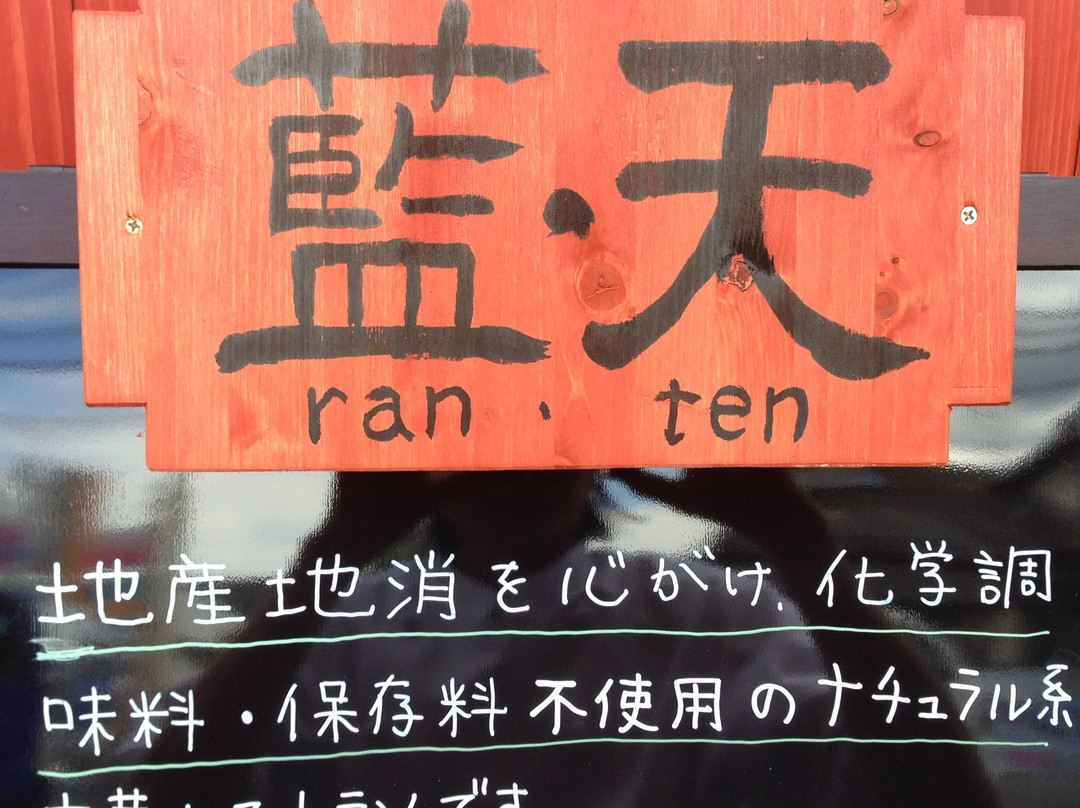 藍・天
ran・ten
地産地消を心がけ、化学調
味料・保存料不使用のナチュラル系